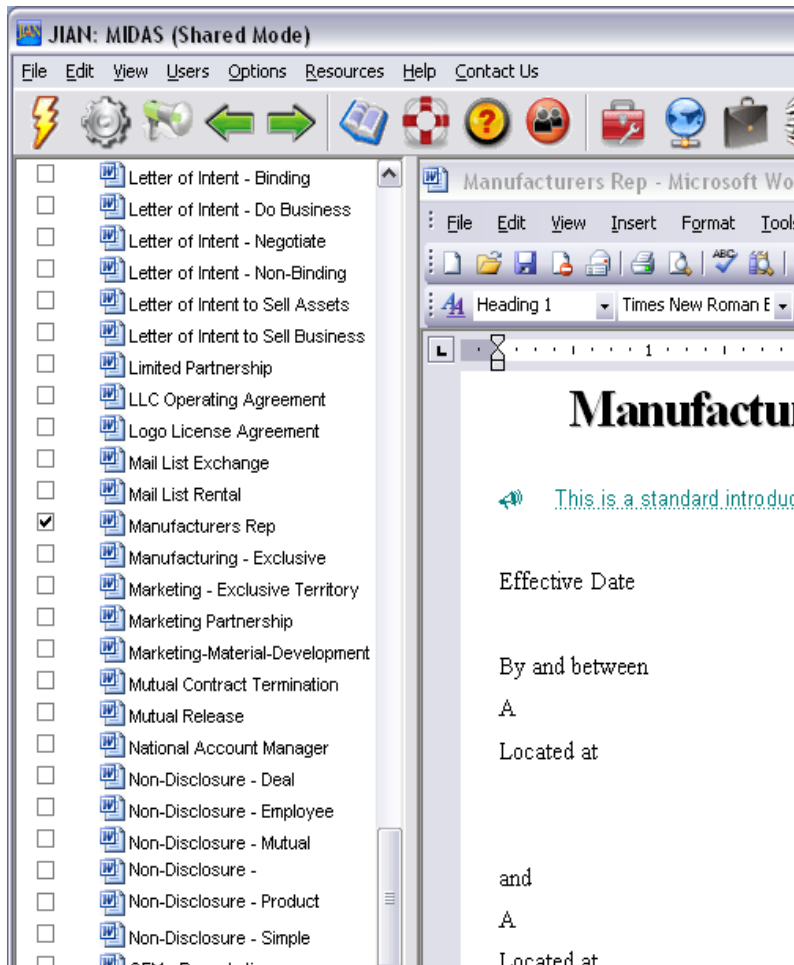 JIAN: MIDAS (Shared Mode)
File Edit View Users Options Resources Help Contact Us
Letter of Intent - Binding
Letter of Intent - Do Business
Letter of Intent - Negotiate
Letter of Intent - Non-Binding
Letter of Intent to Sell Assets
Letter of Intent to Sell Business
Limited Partnership
LLC Operating Agreement
Logo License Agreement
Mail List Exchange
Mail List Rental
Manufacturers Rep
Manufacturing - Exclusive
Marketing - Exclusive Territory
Marketing Partnership
Marketing-Material-Development
Mutual Contract Termination
Mutual Release
National Account Manager
Non-Disclosure - Deal
Non-Disclosure - Employee
Non-Disclosure - Mutual
Non-Disclosure -
Non-Disclosure - Product
Non-Disclosure - Simple
Manufacturers Rep - Microsoft Wo
File Edit View Insert Format Tools
Heading 1 Times New Roman
1
Manufactu
This is a standard introduc
Effective Date
By and between
A
Located at
and
A
Located at